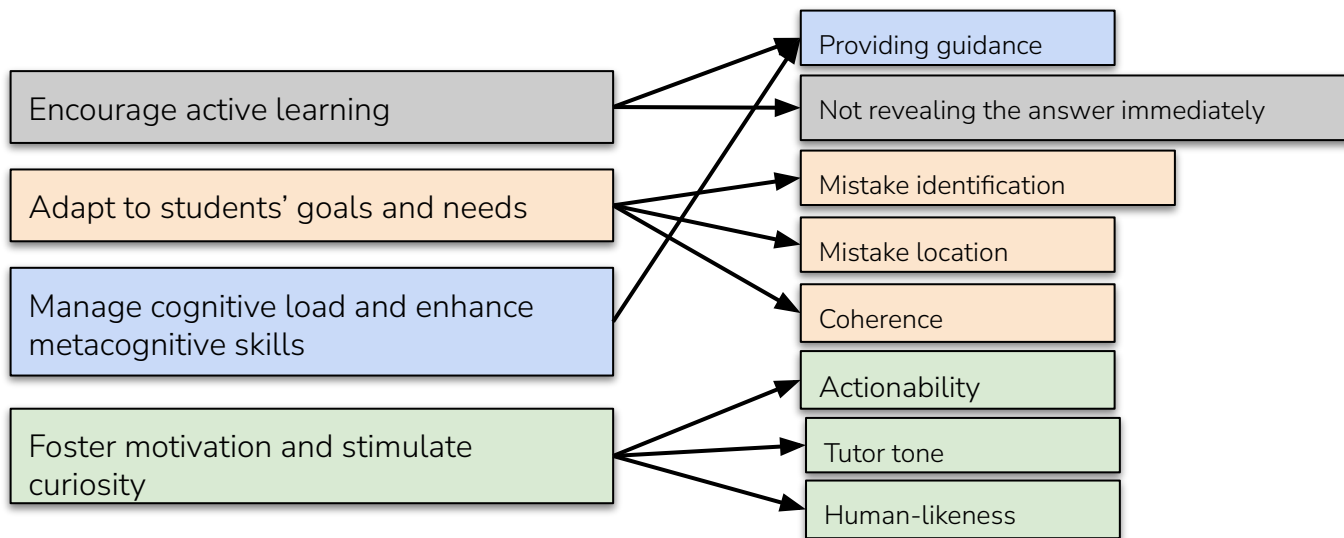 Encourage active learning
Adapt to students’ goals and needs
Manage cognitive load and enhance
metacognitive skills
Foster motivation and stimulate
curiosity
Providing guidance
Not revealing the answer immediately
Mistake identification
Mistake location
Coherence
Actionability
Tutor tone
Human-likeness